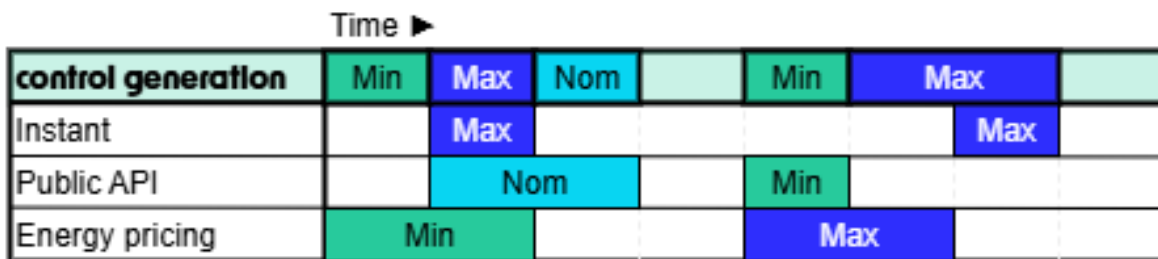 Time ►
control generation Min Max Nom Min Max
Instant Max Max
Public API Nom Min
Energy pricing Min Max